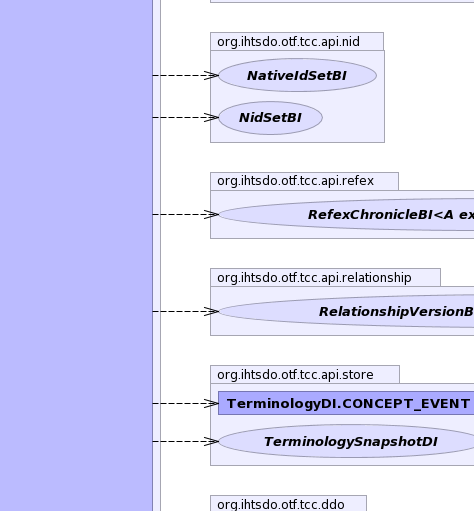 org.ihtsdo.otf.tcc.api.nid
NativeIdSetBI
NidSetBI
org.ihtsdo.otf.tcc.api.refex
RefexChronicleBI<A ex
org.ihtsdo.otf.tcc.api.relationship
RelationshipVersionB
org.ihtsdo.otf.tcc.api.store
TerminologyDI.CONCEPT_EVENT
TerminologySnapshotDI
org.ihtsdo.otf.tcc.ddo